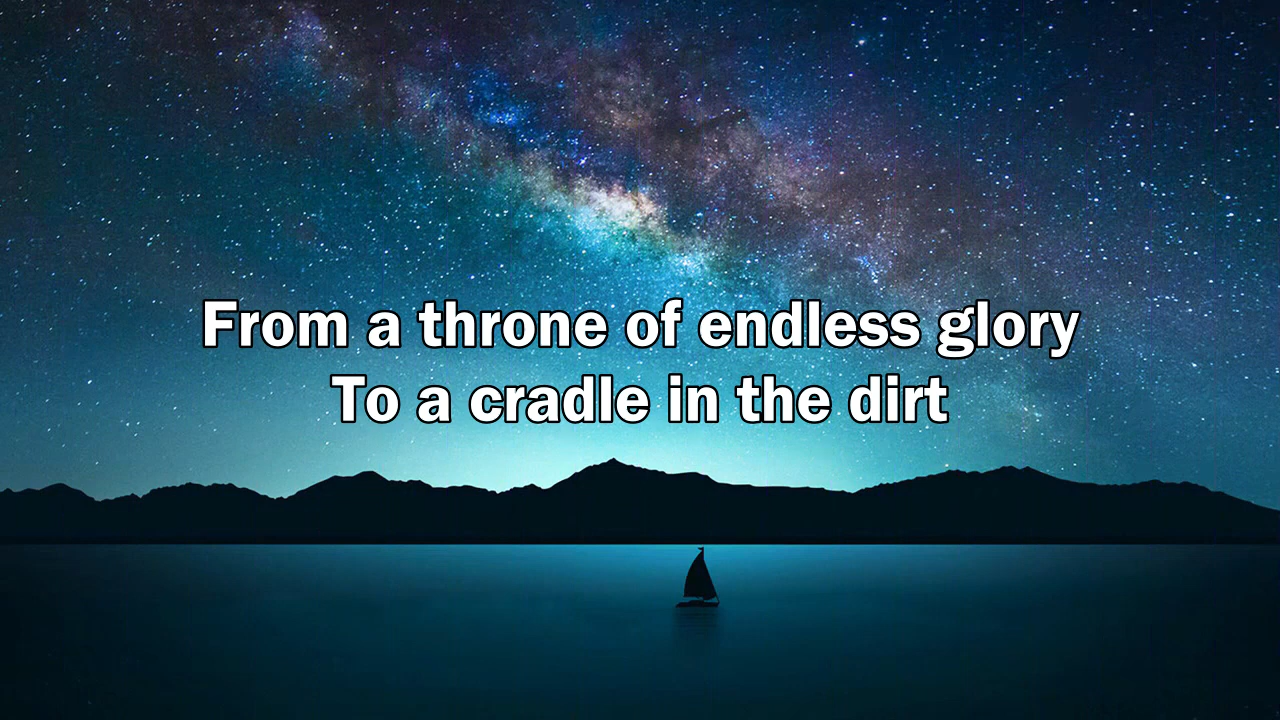 From a throne of endless glory
To a cradle in the dirt